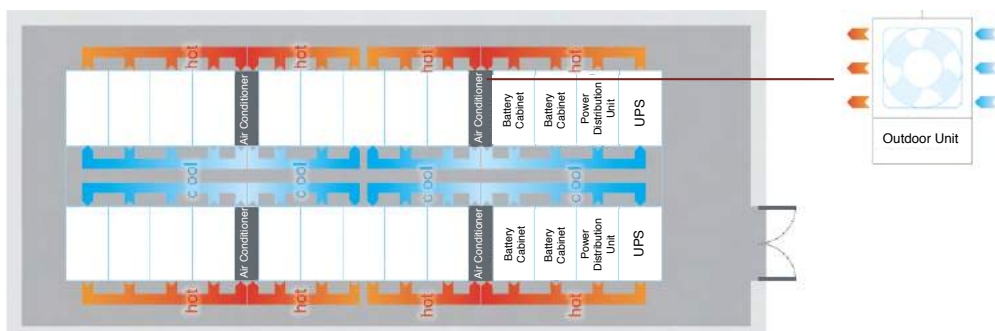 hot
hot
hot
hot
Air Conditioner
Air Conditioner
Battery
Cabinet
Battery
Cabinet
Power
Distribution
Unit
UPS
Outdoor Unit
cool
cool
cool
cool
Air Conditioner
Air Conditioner
Battery
Cabinet
Battery
Cabinet
Power
Distribution
Unit
UPS
hot
hot
hot
hot